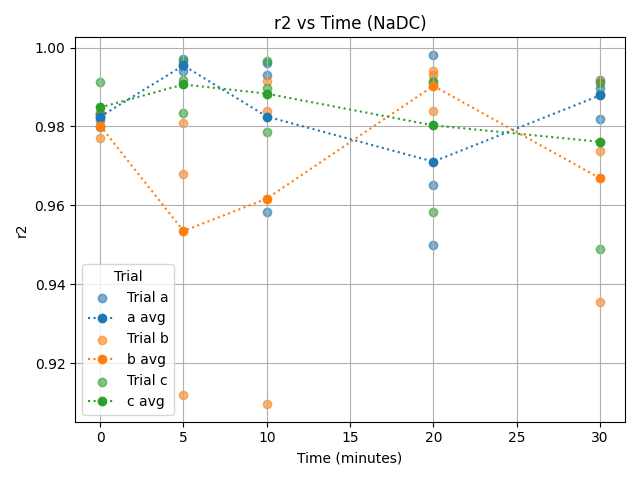 r2 vs Time (NaDC)
1.00
0.98
0.96
0.94
0.92
r2
Trial
Trial a
a avg
Trial b
b avg
Trial c
c avg
0 5 10 15 20 25 30
Time (minutes)